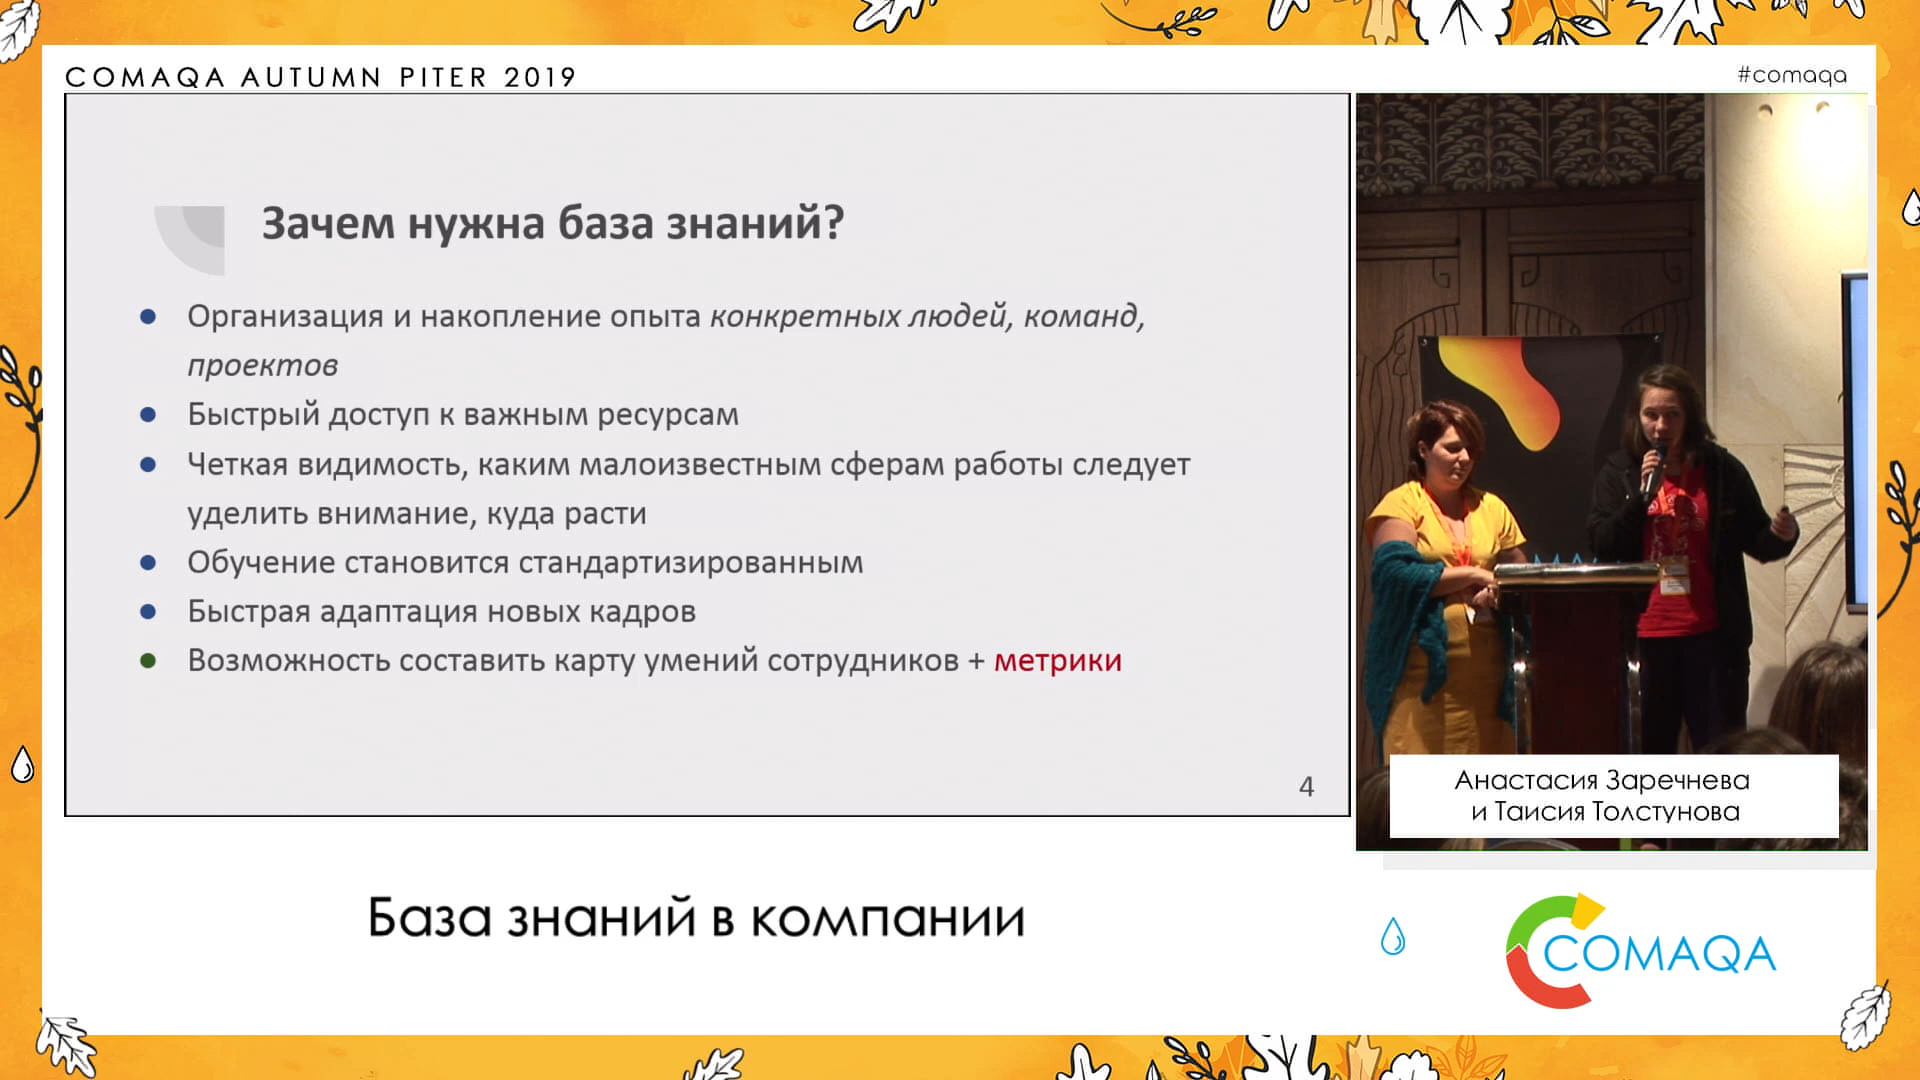 COMAQA AUTUMN PITER 2019
#comaqa
Зачем нужна база знаний?
Организация и накопление опыта конкретных людей, команд,
проектов
Быстрый доступ к важным ресурсам
Четкая видимость, каким малоизвестным сферам работы следует
уделить внимание, куда расти
Обучение становится стандартизированным
Быстрая адаптация новых кадров
Возможность составить карту умений сотрудников + метрики
4
Анастасия Заречнева
и Таисия Толстунова
База знаний в компании
COMAQA